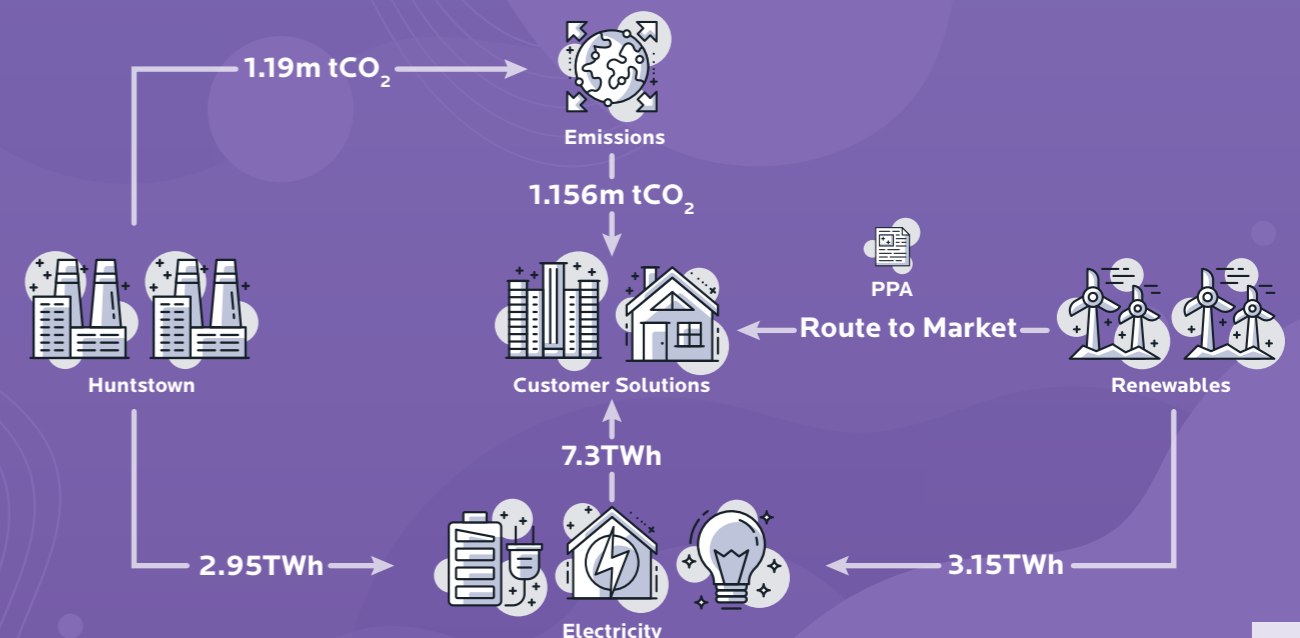 1.19m tCO2
Emissions
1.156m tCO2
PPA
Route to Market
Huntstown
Customer Solutions
Renewables
7.3TWh
2.95TWh
3.15TWh
Electricity